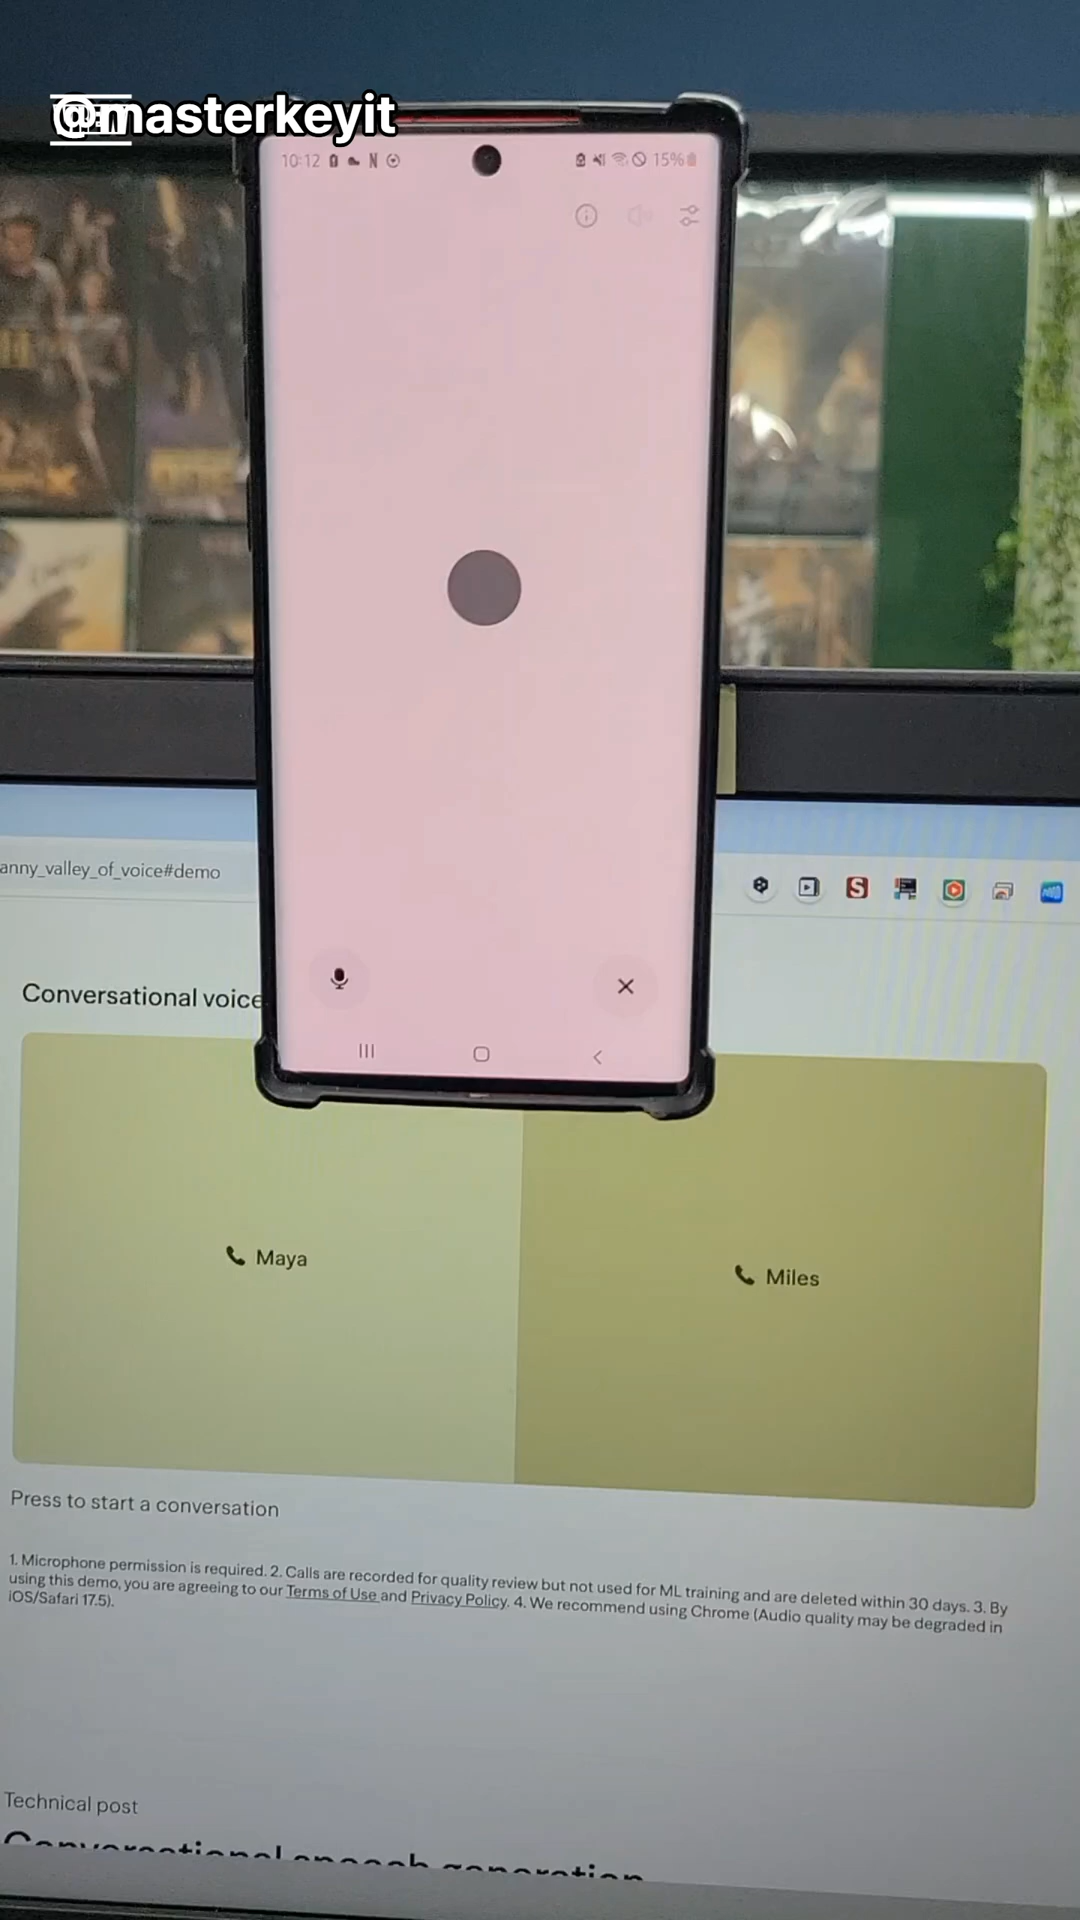 @masterkeyit
10:12 N 15%
anny_valley_of_voice#demo
S
Conversational voice
Maya
Miles
Press to start a conversation
1. Microphone permission is required. 2. Calls are recorded for quality review but not used for ML training and are deleted within 30 days. 3. By
using this demo, you are agreeing to our Terms of Use and Privacy Policy. 4. We recommend using Chrome (Audio quality may be degraded in
iOS/Safari 17.5).
Technical post
Conversational speech generation